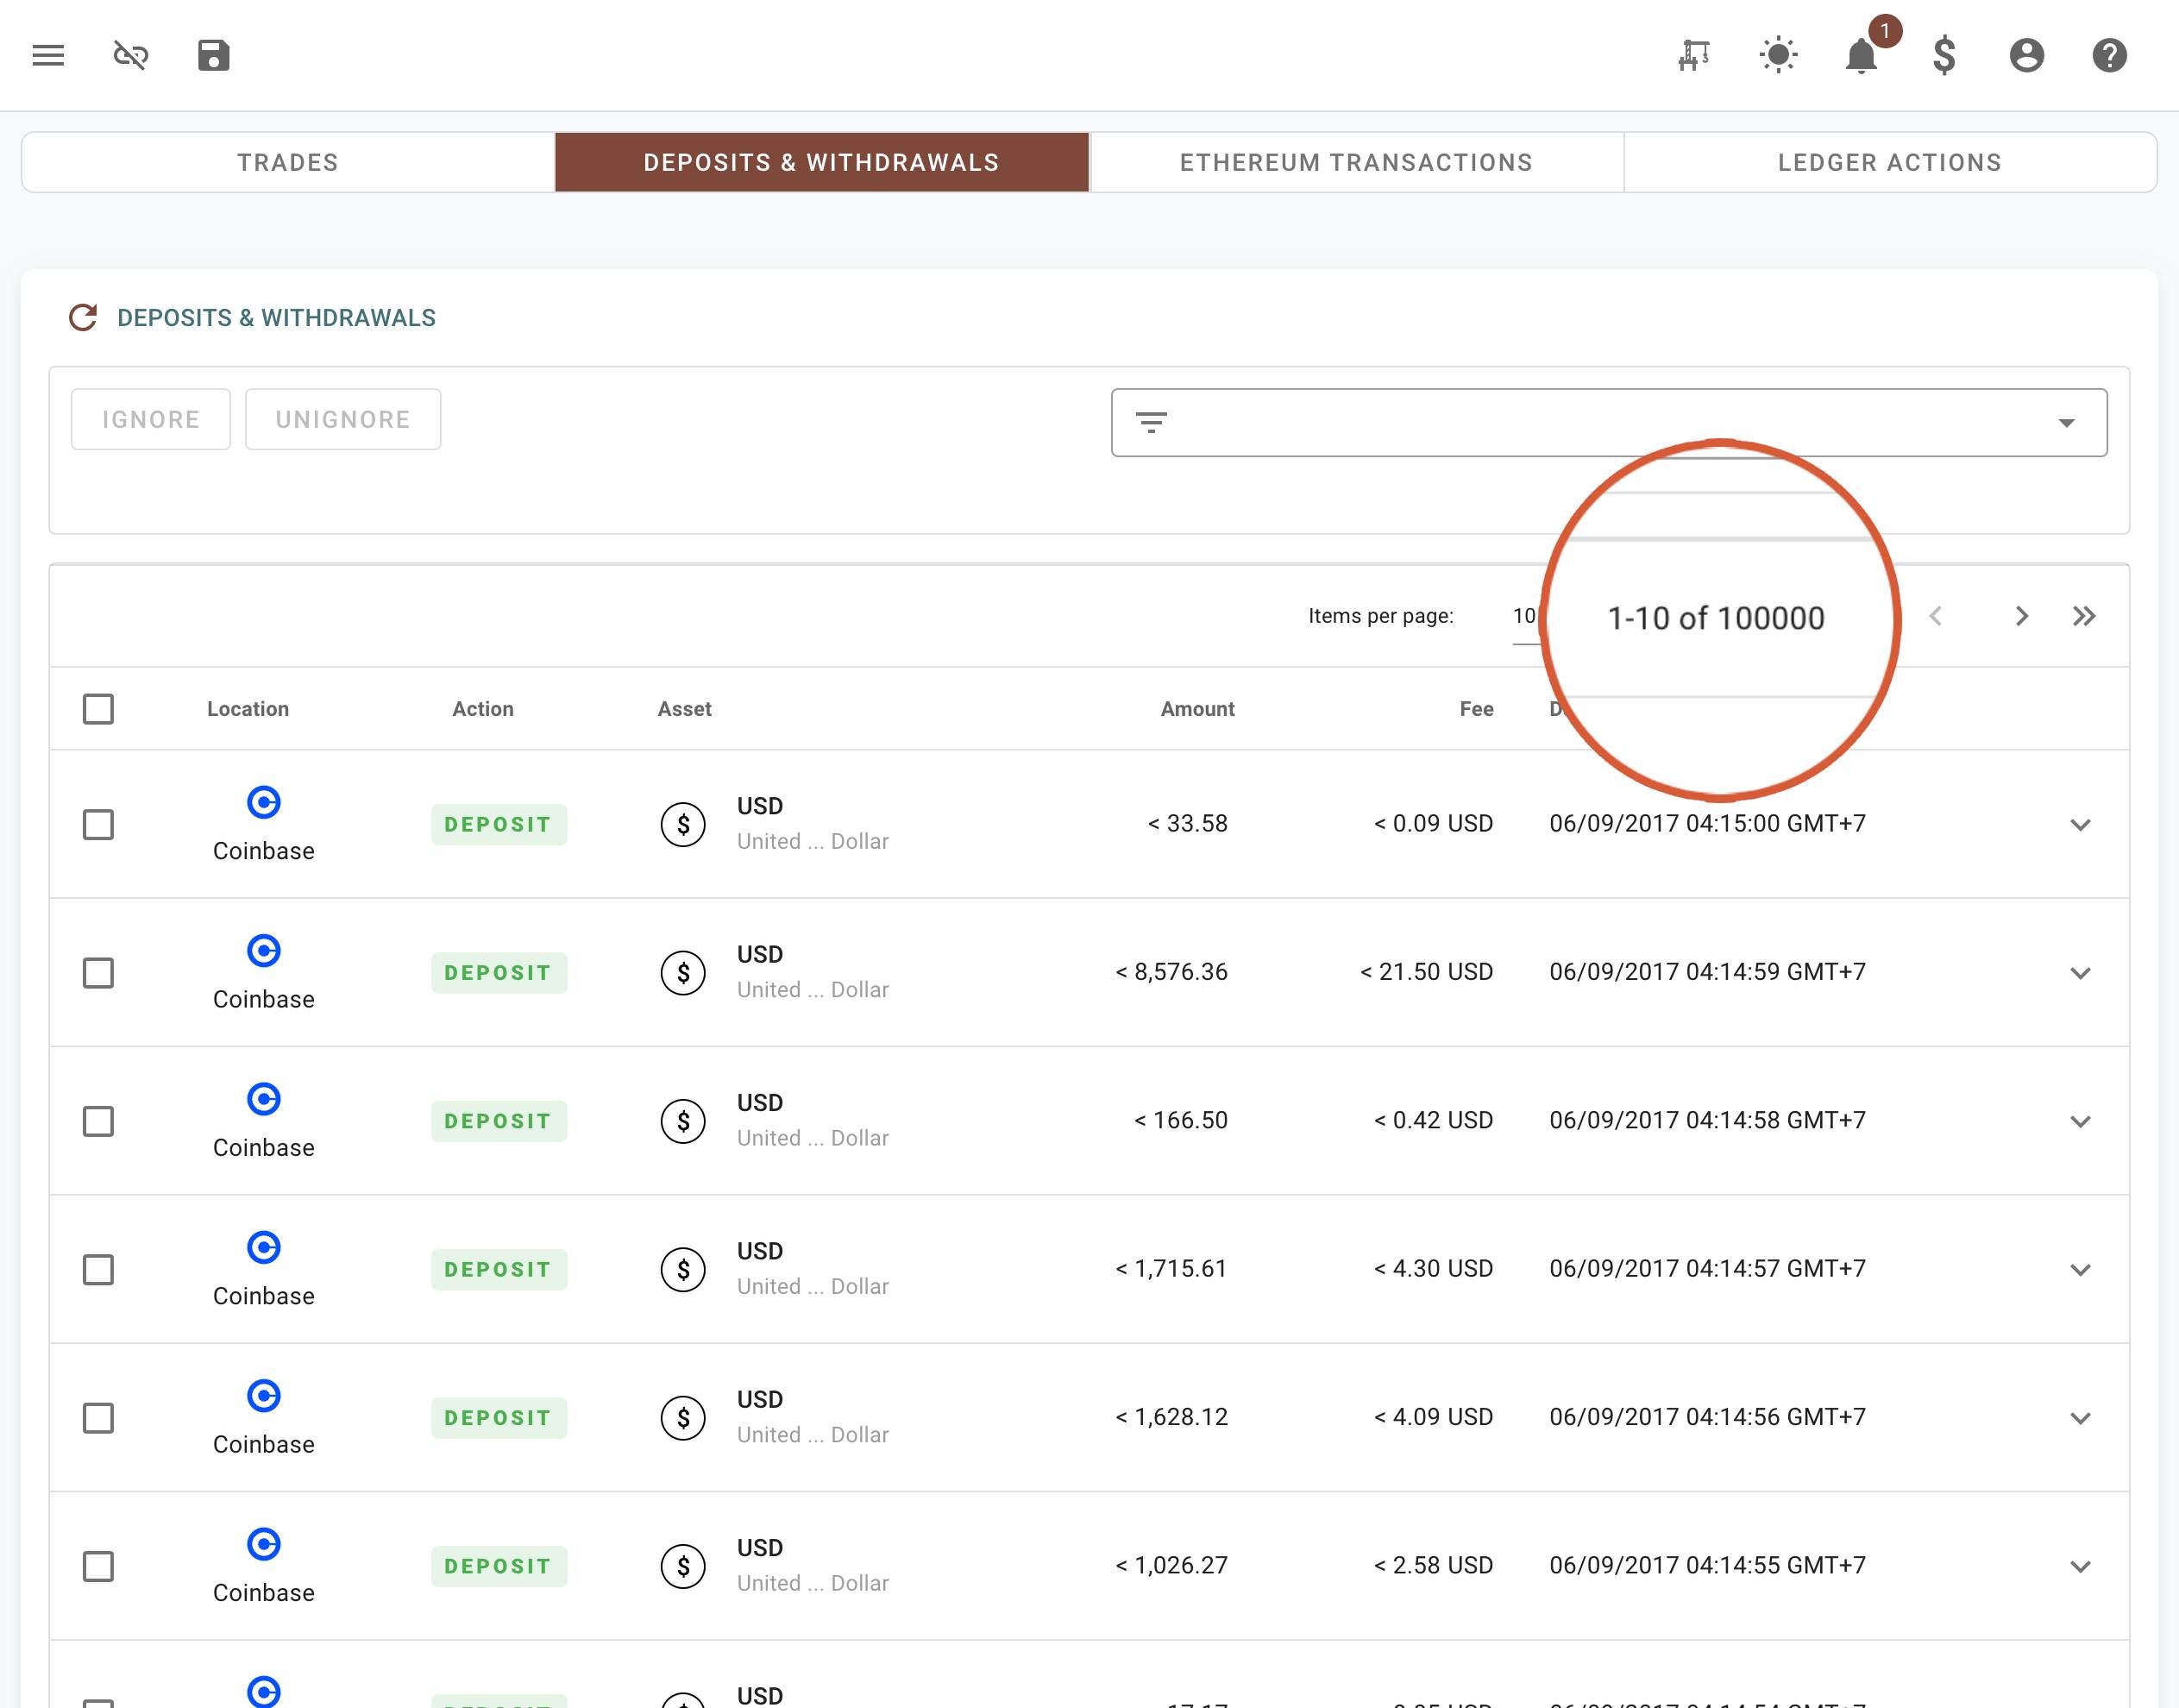 1
TRADES
DEPOSITS & WITHDRAWALS
ETHEREUM TRANSACTIONS
LEDGER ACTIONS
DEPOSITS & WITHDRAWALS
IGNORE
UNIGNORE
Items per page: 10 1-10 of 100000
Location Action Asset Amount Fee
Coinbase DEPOSIT USD United ... Dollar < 33.58 < 0.09 USD 06/09/2017 04:15:00 GMT+7
Coinbase DEPOSIT USD United ... Dollar < 8,576.36 < 21.50 USD 06/09/2017 04:14:59 GMT+7
Coinbase DEPOSIT USD United ... Dollar < 166.50 < 0.42 USD 06/09/2017 04:14:58 GMT+7
Coinbase DEPOSIT USD United ... Dollar < 1,715.61 < 4.30 USD 06/09/2017 04:14:57 GMT+7
Coinbase DEPOSIT USD United ... Dollar < 1,628.12 < 4.09 USD 06/09/2017 04:14:56 GMT+7
Coinbase DEPOSIT USD United ... Dollar < 1,026.27 < 2.58 USD 06/09/2017 04:14:55 GMT+7
USD